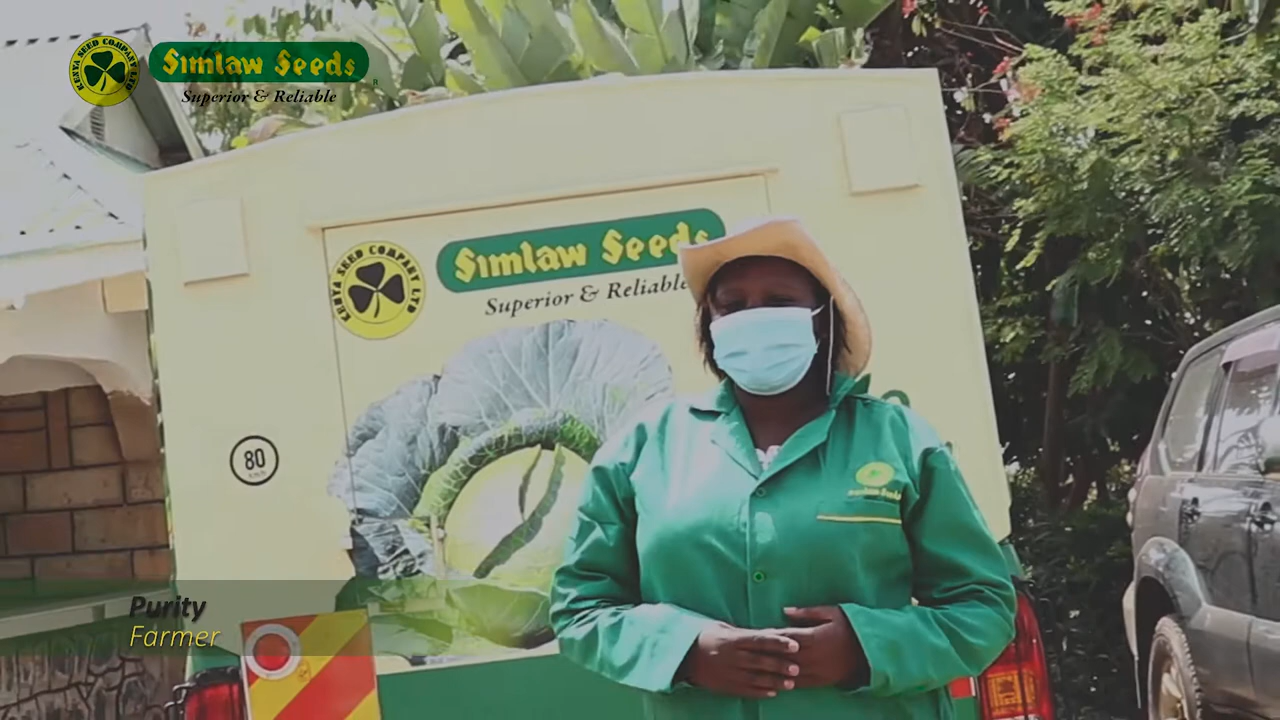 KENYA SEED COMPANY LTD
Simlaw Seeds
R
Superior & Reliable
KENYA SEED COMPANY LTD
Simlaw Seeds
Superior & Reliable
80
Purity
Farmer